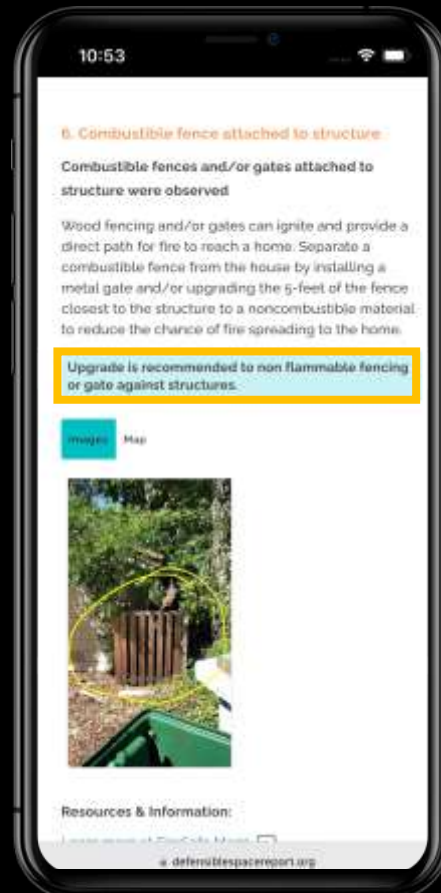 10:53
6. Combustible fence attached to structure
Combustible fences and/or gates attached to
structure were observed
Wood fencing and/or gates can ignite and provide a
direct path for fire to reach a home. Separate a
combustible fence from the house by installing a
metal gate and/or upgrading the 5-feet of the fence
closest to the structure to a noncombustible material
to reduce the chance of fire spreading to the home.
Upgrade is recommended to non flammable fencing
or gate against structures.
Images Map
Resources & Information:
Learn more at
defensiblespacereport.org